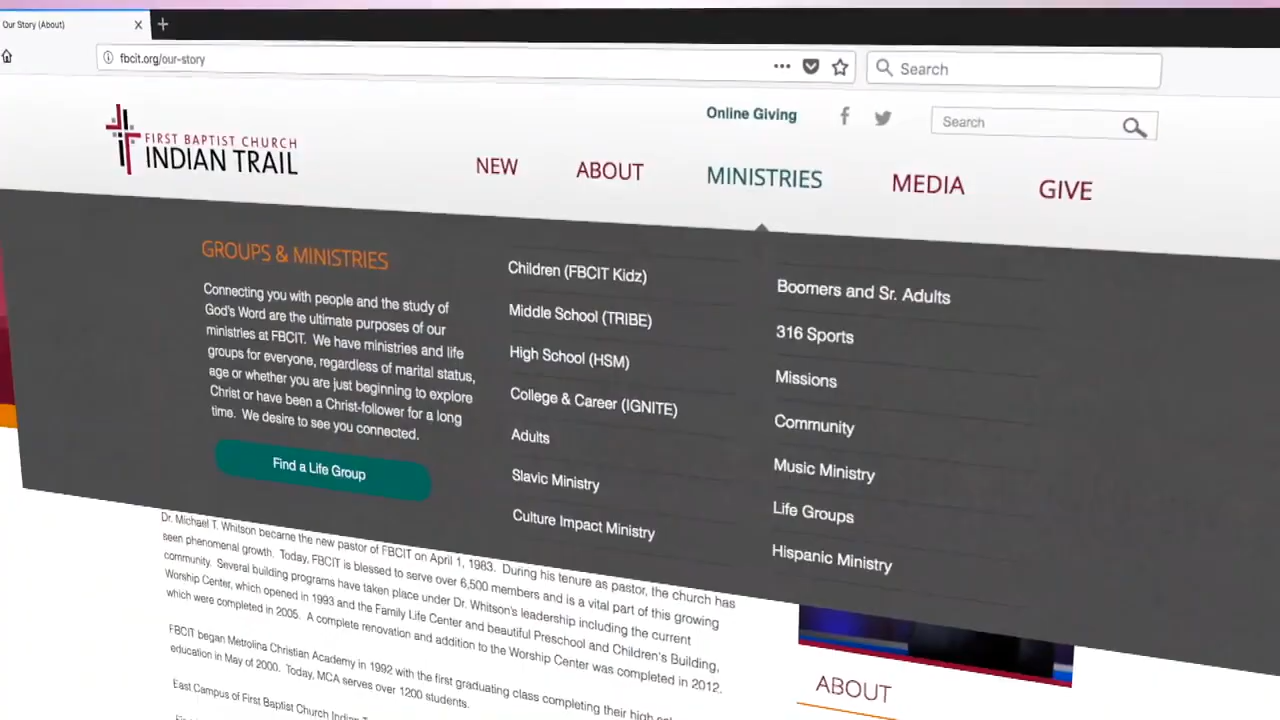 Our Story (About)
fbcit.org/our-story
Search
Online Giving
Search
FIRST BAPTIST CHURCH
INDIAN TRAIL
NEW
ABOUT
MINISTRIES
MEDIA
GIVE
GROUPS & MINISTRIES
Connecting you with people and the study of
God's Word are the ultimate purposes of our
ministries at FBCIT. We have ministries and life
groups for everyone, regardless of marital status,
age or whether you are just beginning to explore
Christ or have been a Christ-follower for a long
time. We desire to see you connected.
Find a Life Group
Children (FBCIT Kidz)
Middle School (TRIBE)
High School (HSM)
College & Career (IGNITE)
Adults
Slavic Ministry
Culture Impact Ministry
Boomers and Sr. Adults
316 Sports
Missions
Community
Music Ministry
Life Groups
Hispanic Ministry
Dr. Michael T. Whitson became the new pastor of FBCIT on April 1, 1983. During his tenure as pastor, the church has
seen phenomenal growth. Today, FBCIT is blessed to serve over 6,500 members and is a vital part of this growing
community. Several building programs have taken place under Dr. Whitson's leadership including the current
Worship Center, which opened in 1993 and the Family Life Center and beautiful Preschool and Children's Building,
which were completed in 2005. A complete renovation and addition to the Worship Center was completed in 2012.
FBCIT began Metrolina Christian Academy in 1992 with the first graduating class completing their high
education in May of 2000. Today, MCA serves over 1200 students.
East Campus of First Baptist Church Indian
ABOUT